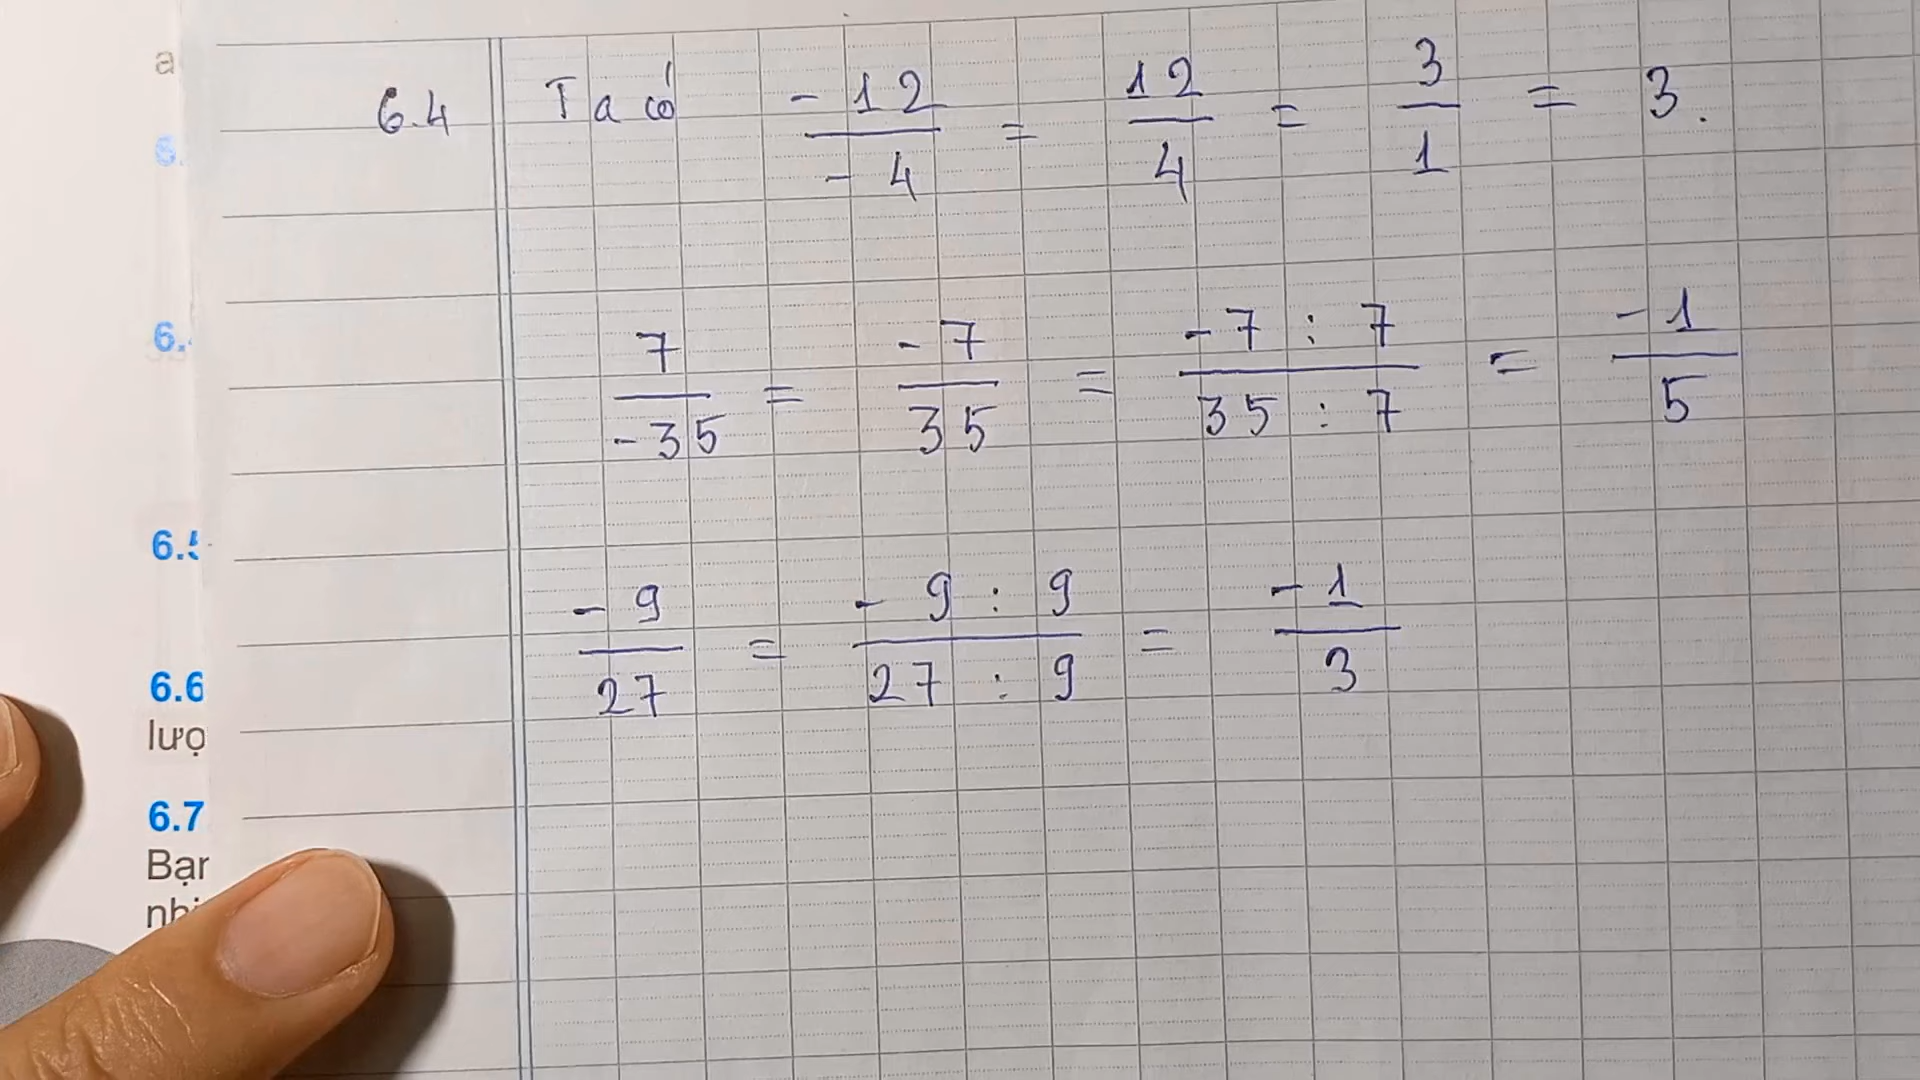 a
6.4 Ta có -12/-4 = 12/4 = 3/1 = 3.
7/-35 = -7/35 = -7 : 7/35 : 7 = -1/5
-9/27 = -9 : 9/27 : 9 = -1/3
6.
6.
6.5
6.6
lượ
6.7
Bạn